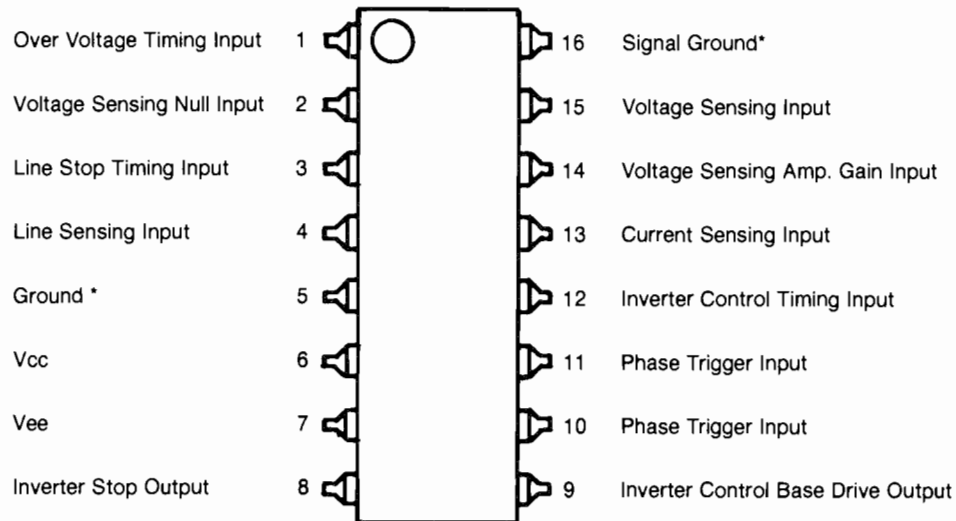 Over Voltage Timing Input 1 16 Signal Ground*
Voltage Sensing Null Input 2 15 Voltage Sensing Input
Line Stop Timing Input 3 14 Voltage Sensing Amp. Gain Input
Line Sensing Input 4 13 Current Sensing Input
Ground * 5 12 Inverter Control Timing Input
Vcc 6 11 Phase Trigger Input
Vee 7 10 Phase Trigger Input
Inverter Stop Output 8 9 Inverter Control Base Drive Output